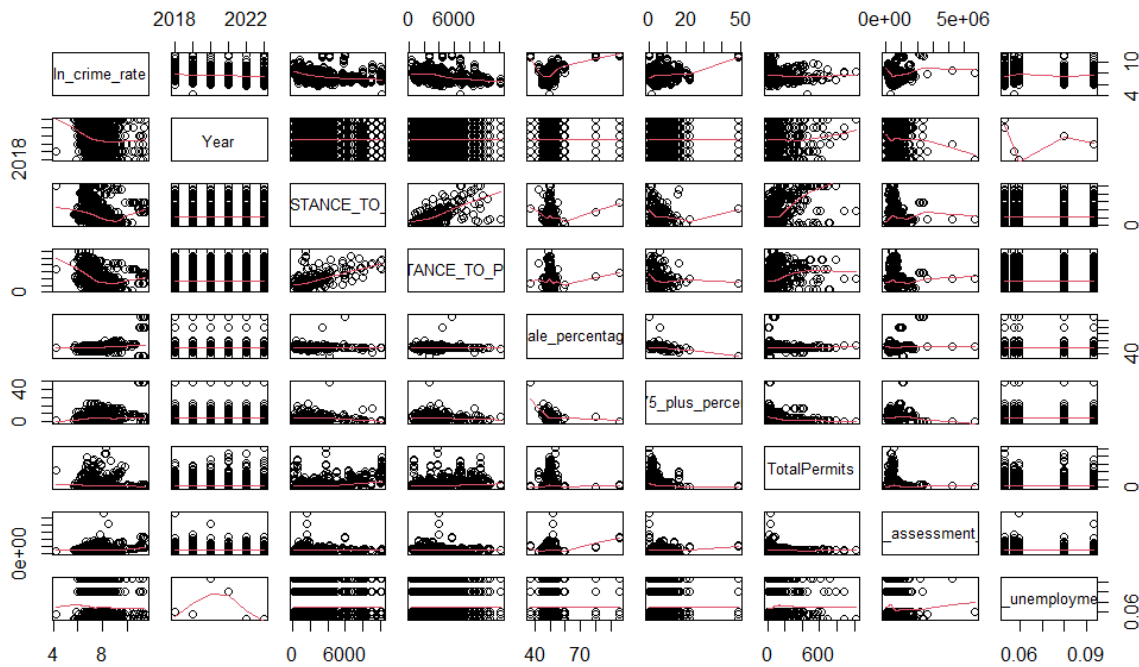 2018 2022 0 6000 0 20 50 0e+00 5e+06
ln_crime_rate 4 10
2018 Year
STANCE_TO_ 0
0 TANCE_TO_P
ale_percentag 40
0 40 75_plus_percer
TotalPermits 0
0e+00 _assessment_
_unemployme 0.06
4 8 0 6000 40 70 0 600 0.06 0.09